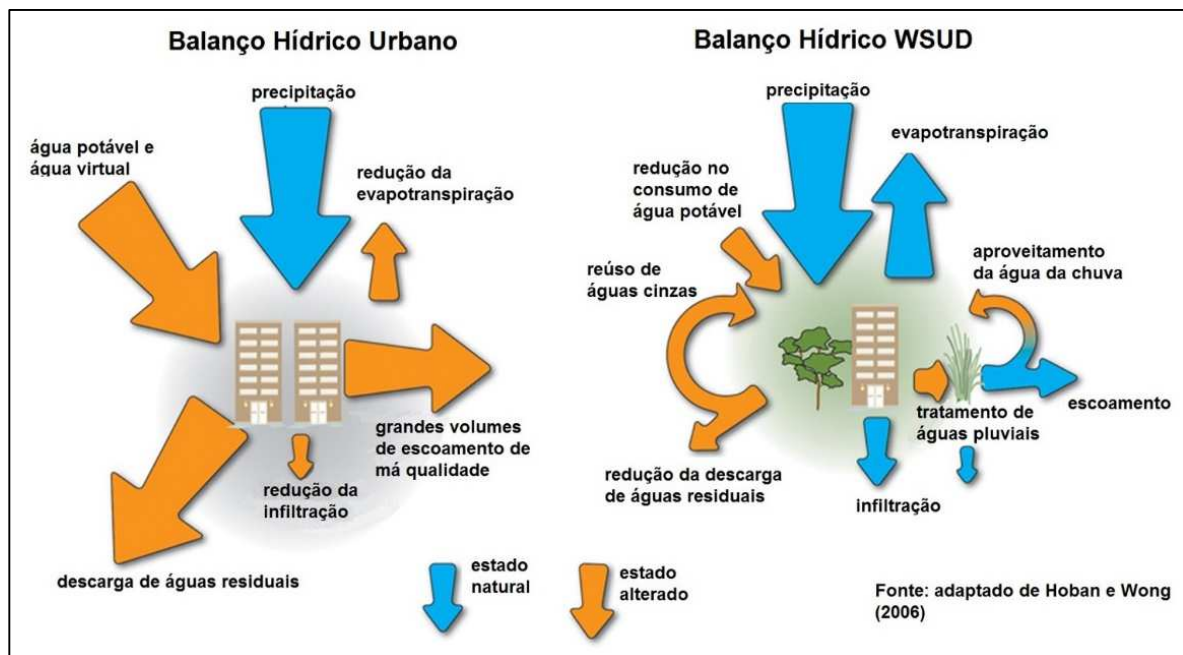 Balanço Hídrico Urbano
precipitação
água potável e
água virtual
redução da
evapotranspiração
grandes volumes
de escoamento de
má qualidade
redução da
infiltração
descarga de águas residuais
Balanço Hídrico WSUD
precipitação
evapotranspiração
redução no
consumo de
água potável
reúso de
águas cinzas
aproveitamento
da água da chuva
escoamento
tratamento de
águas pluviais
redução da descarga
de águas residuais
infiltração
estado
natural
estado
alterado
Fonte: adaptado de Hoban e Wong
(2006)